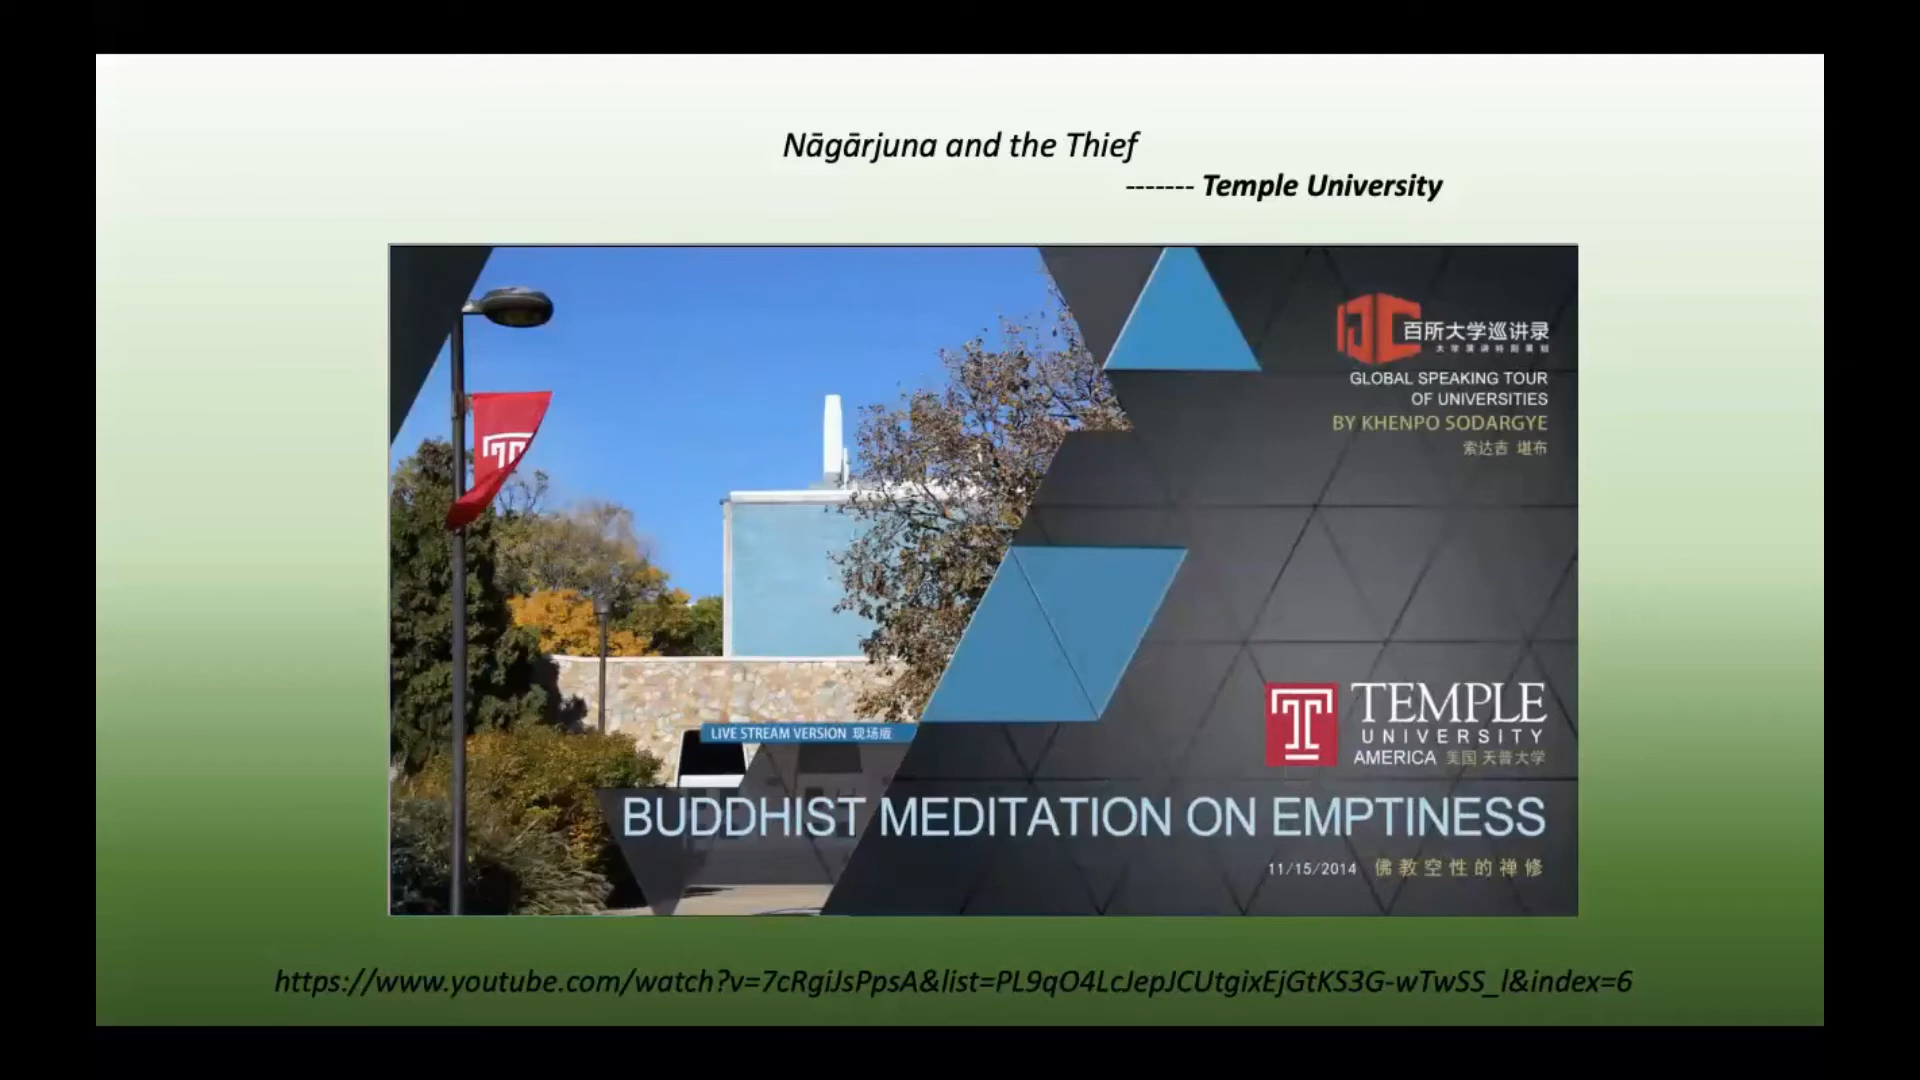 Nāgārjuna and the Thief
------- Temple University
百所大学巡讲录
GLOBAL SPEAKING TOUR
OF UNIVERSITIES
BY KHENPO SODARGYE
索达吉 堪布
LIVE STREAM VERSION 现场版
TEMPLE
UNIVERSITY
AMERICA 美国 天普大学
BUDDHIST MEDITATION ON EMPTINESS
11/15/2014 佛教空性的禅修
https://www.youtube.com/watch?v=7cRgiJsPpsA&list=PL9qO4LcJepJCUtgixEjGtKS3G-wTwSS_l&index=6